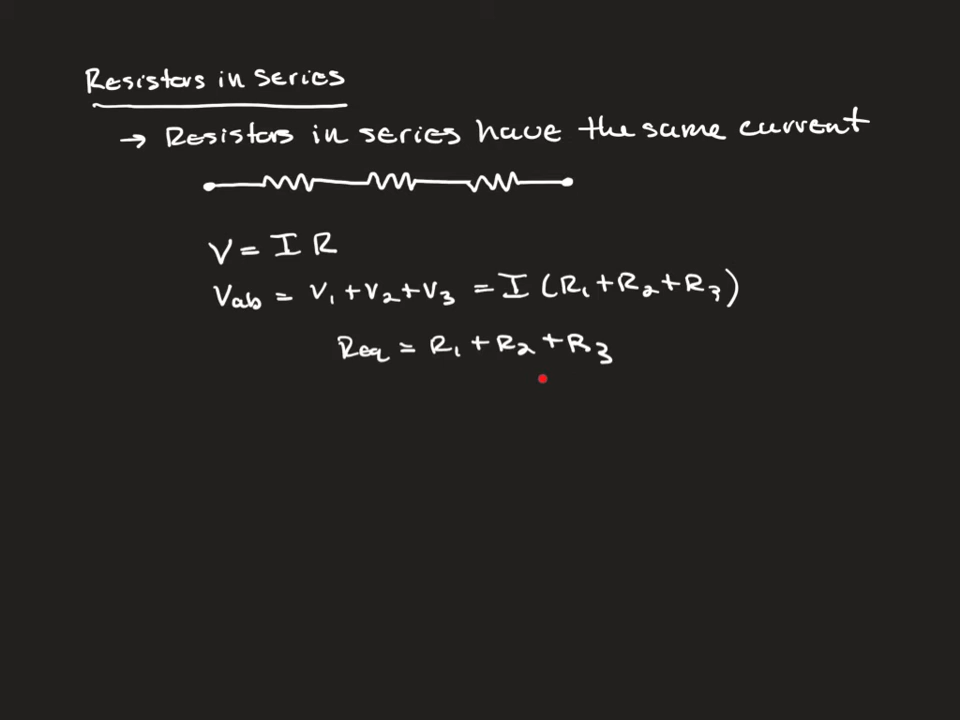 Resistors in series
→ Resistors in series have the same current
V = I R
Vab = V₁ + V₂ + V₃ = I (R₁ + R₂ + R₃)
Req = R₁ + R₂ + R₃